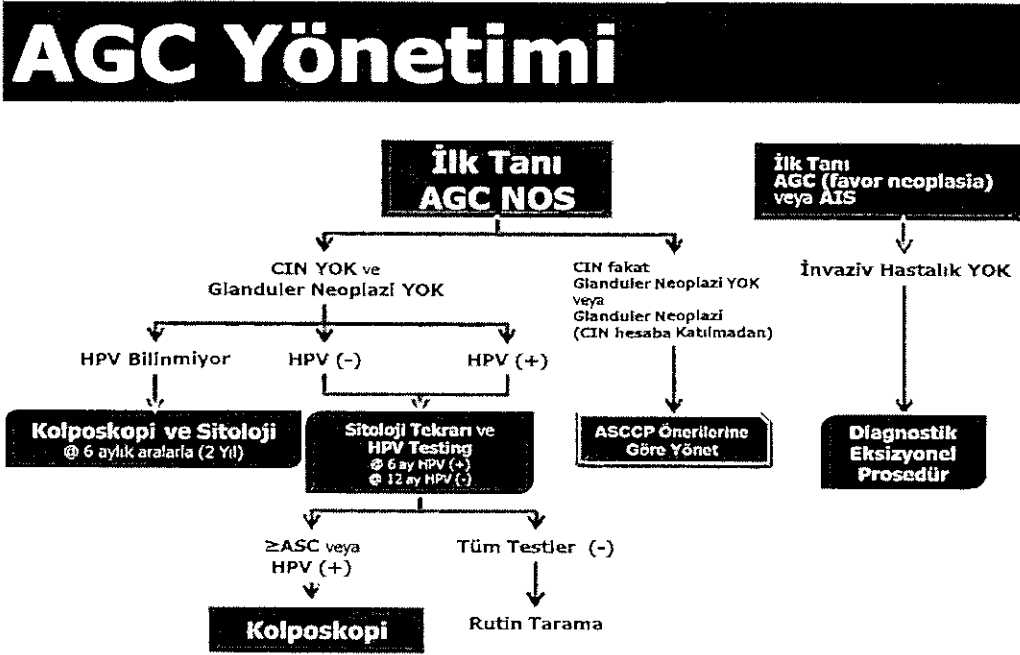 AGC Yönetimi
İlk Tanı
AGC NOS
İlk Tanı
AGC (favor neoplasia)
veya AIS
CIN YOK ve
Glanduler Neoplazi YOK
CIN fakat
Glanduler Neoplazi YOK
veya
Glanduler Neoplazi
(CIN hesaba Katılmadan)
İnvaziv Hastalık YOK
HPV Bilinmiyor
HPV (-)
HPV (+)
Kolposkopi ve Sitoloji
@ 6 aylık aralarla (2 Yıl)
Sitoloji Tekrarı ve
HPV Testing
@ 6 ay HPV (+)
@ 12 ay HPV (-)
ASCCP Önerilerine
Göre Yönet
Diagnostik
Eksizyonel
Prosedür
≥ASC veya
HPV (+)
Tüm Testler (-)
Kolposkopi
Rutin Tarama